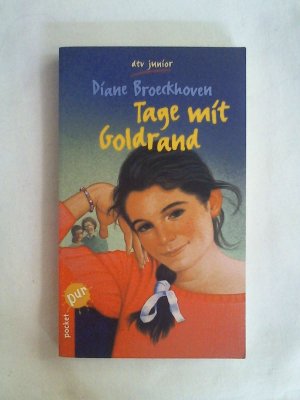 dtv junior
Diane Broeckhoven
Tage mit
Goldrand
pocket
pur